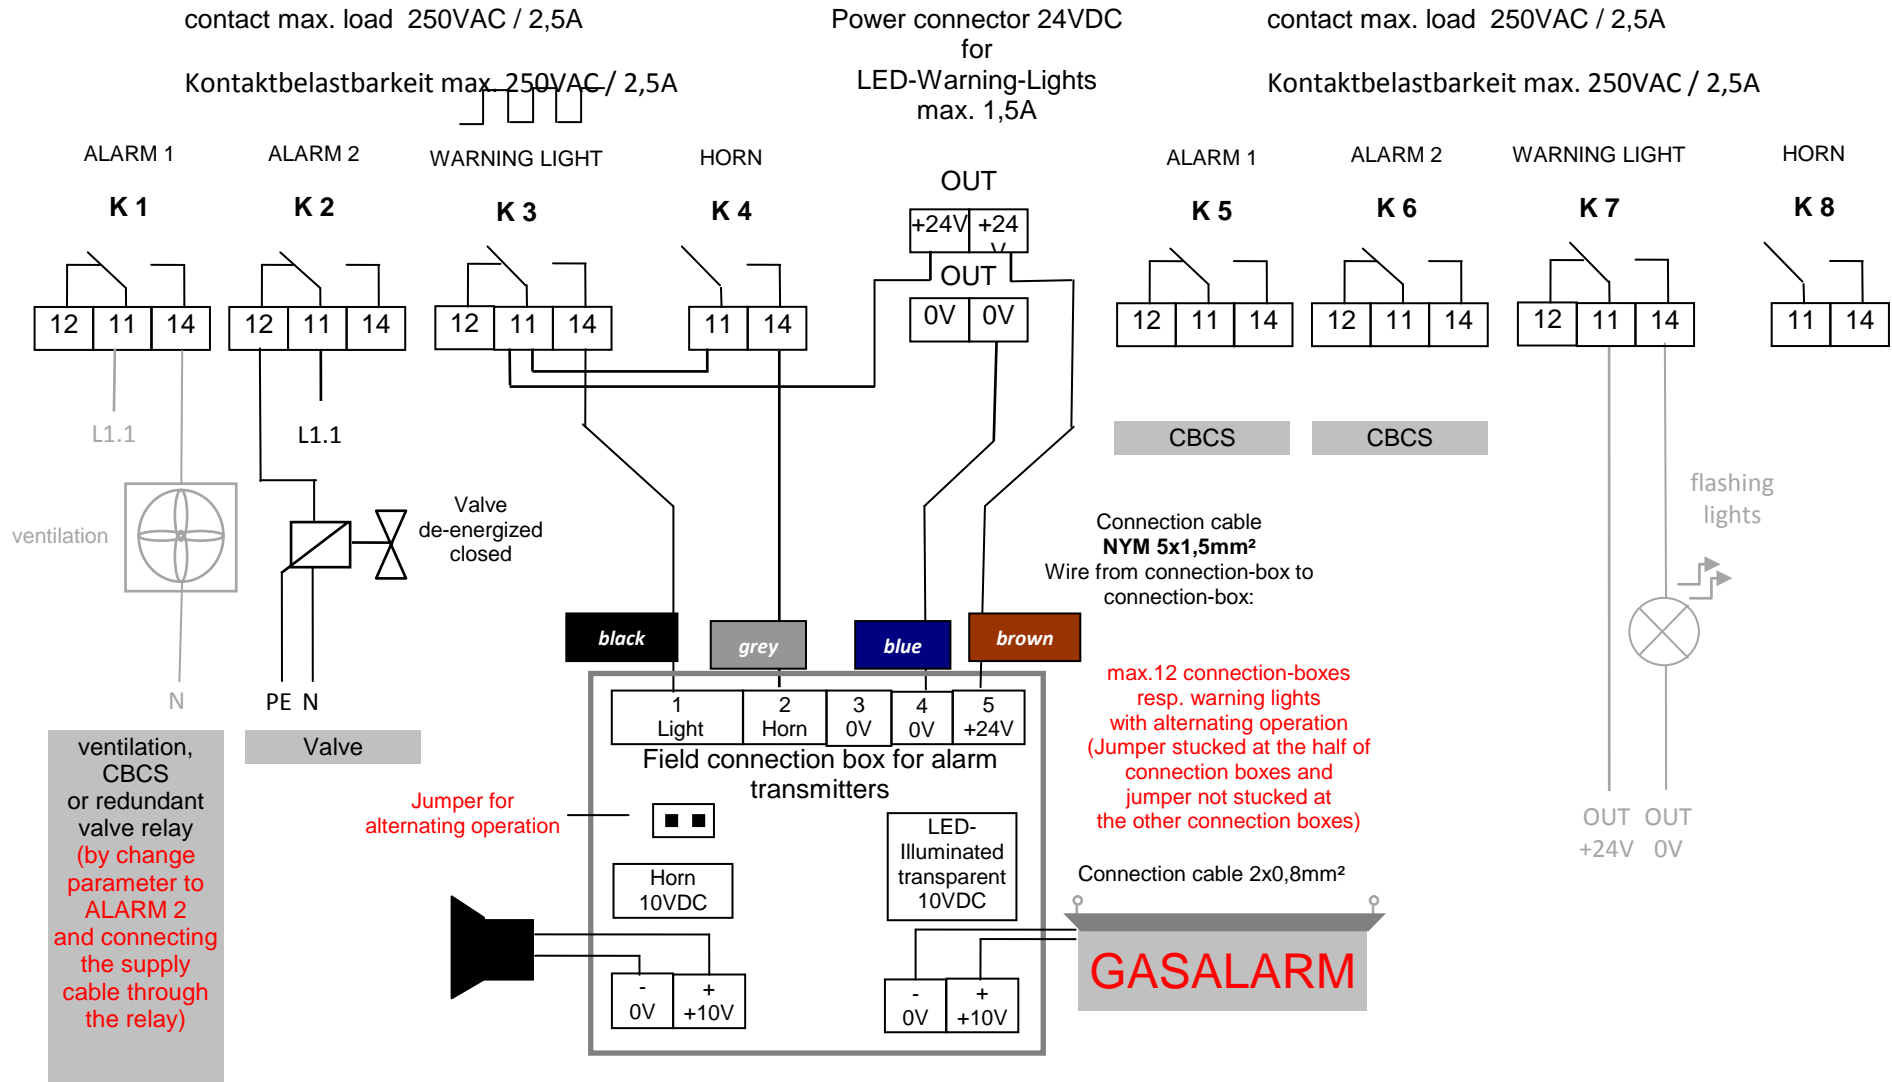 contact max. load 250VAC / 2,5A
Kontaktbelastbarkeit max. 250VAC / 2,5A
Power connector 24VDC
for
LED-Warning-Lights
max. 1,5A
contact max. load 250VAC / 2,5A
Kontaktbelastbarkeit max. 250VAC / 2,5A
ALARM 1
ALARM 2
WARNING LIGHT
HORN
ALARM 1
ALARM 2
WARNING LIGHT
HORN
K 1
K 2
K 3
K 4
OUT
K 5
K 6
K 7
K 8
+24V
+24
V
OUT
0V
0V
12 11 14
12 11 14
12 11 14
11 14
12 11 14
12 11 14
12 11 14
11 14
L1.1
L1.1
CBCS
CBCS
ventilation
Valve
de-energized
closed
Connection cable
NYM 5x1,5mm²
Wire from connection-box to
connection-box:
flashing
lights
black
grey
blue
brown
N
PE N
1
Light
2
Horn
3
0V
4
0V
5
+24V
Field connection box for alarm
transmitters
max.12 connection-boxes
resp. warning lights
with alternating operation
(Jumper stucked at the half of
connection boxes and
jumper not stucked at
the other connection boxes)
ventilation,
CBCS
or redundant
valve relay
(by change
parameter to
ALARM 2
and connecting
the supply
cable through
the relay)
Valve
Jumper for
alternating operation
LED-
Illuminated
transparent
10VDC
Horn
10VDC
OUT
+24V
OUT
0V
Connection cable 2x0,8mm²
GASALARM
-
0V
+
+10V
-
0V
+
+10V